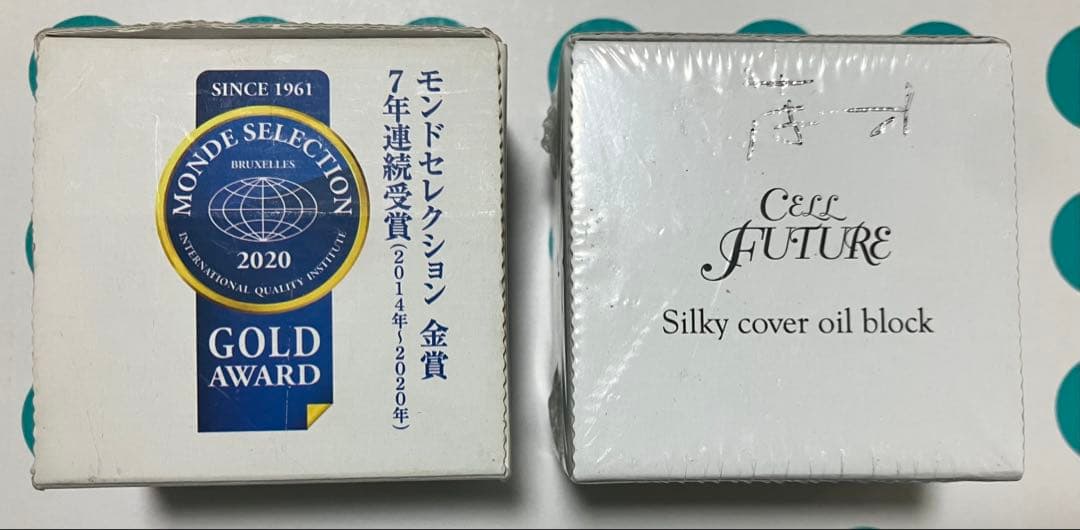 SINCE 1961
MONDE SELECTION
BRUXELLES
2020
INTERNATIONAL QUALITY INSTITUTE
GOLD
AWARD
モンドセレクション 金賞
7年連続受賞(2014年~2020年)
CELL
FUTURE
Silky cover oil block